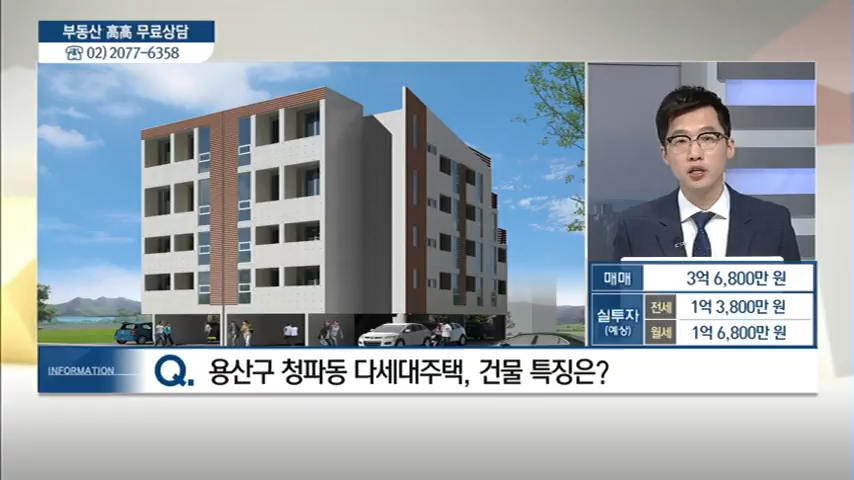 부동산 高高 무료상담
☎ 02) 2077-6358
매매 3억 6,800만 원
실투자 (예상)
전세 1억 3,800만 원
월세 1억 6,800만 원
INFORMATION
Q. 용산구 청파동 다세대주택, 건물 특징은?